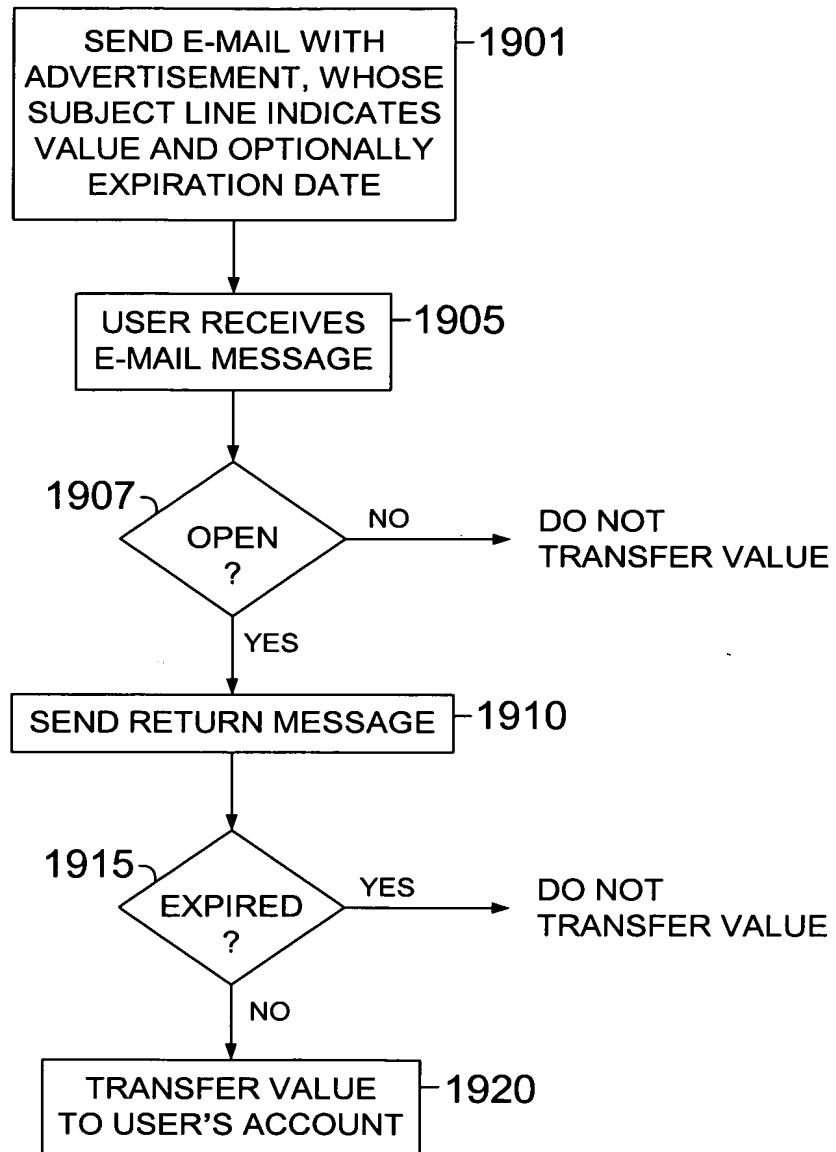 SEND E-MAIL WITH
ADVERTISEMENT, WHOSE
SUBJECT LINE INDICATES
VALUE AND OPTIONALLY
EXPIRATION DATE
1901
USER RECEIVES
E-MAIL MESSAGE
1905
1907
OPEN
?
NO
DO NOT
TRANSFER VALUE
YES
SEND RETURN MESSAGE
1910
1915
EXPIRED
?
YES
DO NOT
TRANSFER VALUE
NO
TRANSFER VALUE
TO USER'S ACCOUNT
1920